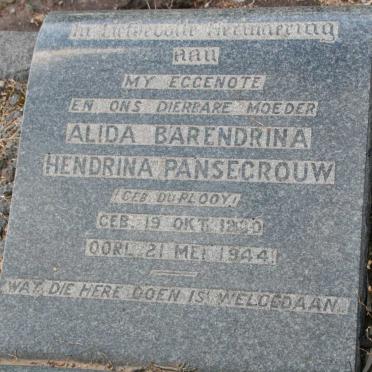 In Liefdevolle Herinnering
aan
MY EGGENOTE
EN ONS DIERBARE MOEDER
ALIDA BARENDRINA
HENDRINA PANSEGROUW
(GEB. DU PLOOY)
GEB. 19 OKT.
OORL. 21 MEI 1944
WAT DIE HERE DOEN IS WELGEDAAN